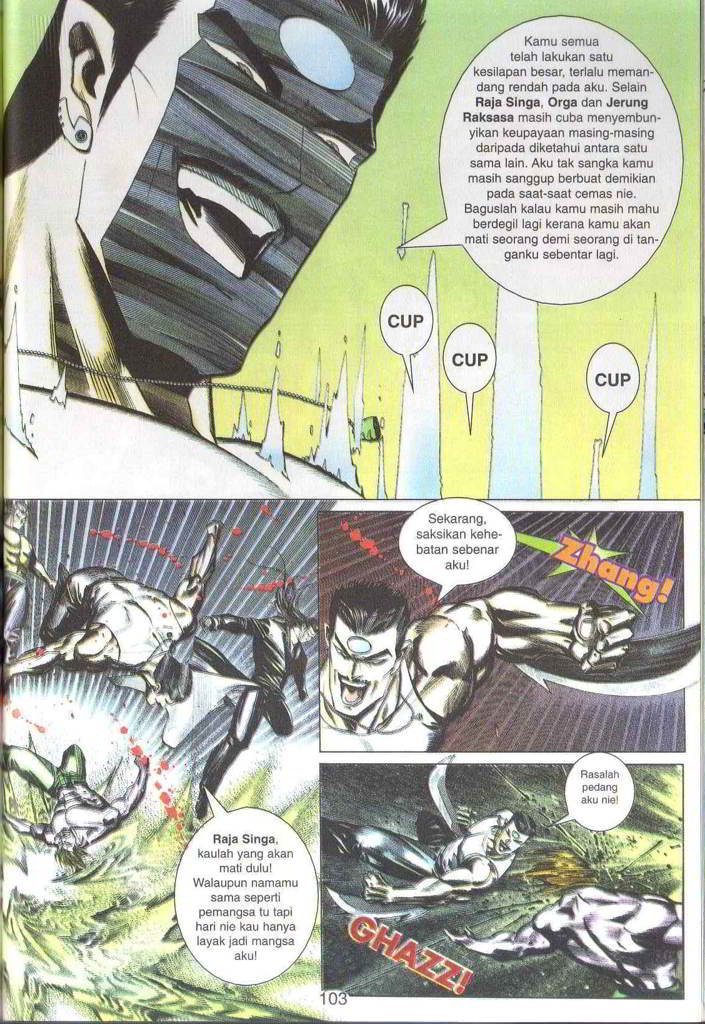 Kamu semua
telah lakukan satu
kesilapan besar, terlalu meman-
dang rendah pada aku. Selain
Raja Singa, Orga dan Jerung
Raksasa masih cuba menyembun-
yikan keupayaan masing-masing
daripada diketahui antara satu
sama lain. Aku tak sangka kamu
masih sanggup berbuat demikian
pada saat-saat cemas nie.
Baguslah kalau kamu masih mahu
berdegil lagi kerana kamu akan
mati seorang demi seorang di tan-
ganku sebentar lagi.
CUP
CUP
CUP
Sekarang,
saksikan kehe-
batan sebenar
aku!
Zhang!
Raja Singa,
kaulah yang akan
mati dulu!
Walaupun namamu
sama seperti
pemangsa tu tapi
hari nie kau hanya
layak jadi mangsa
aku!
Rasalah
pedang
aku nie!
GHAZZ!
103